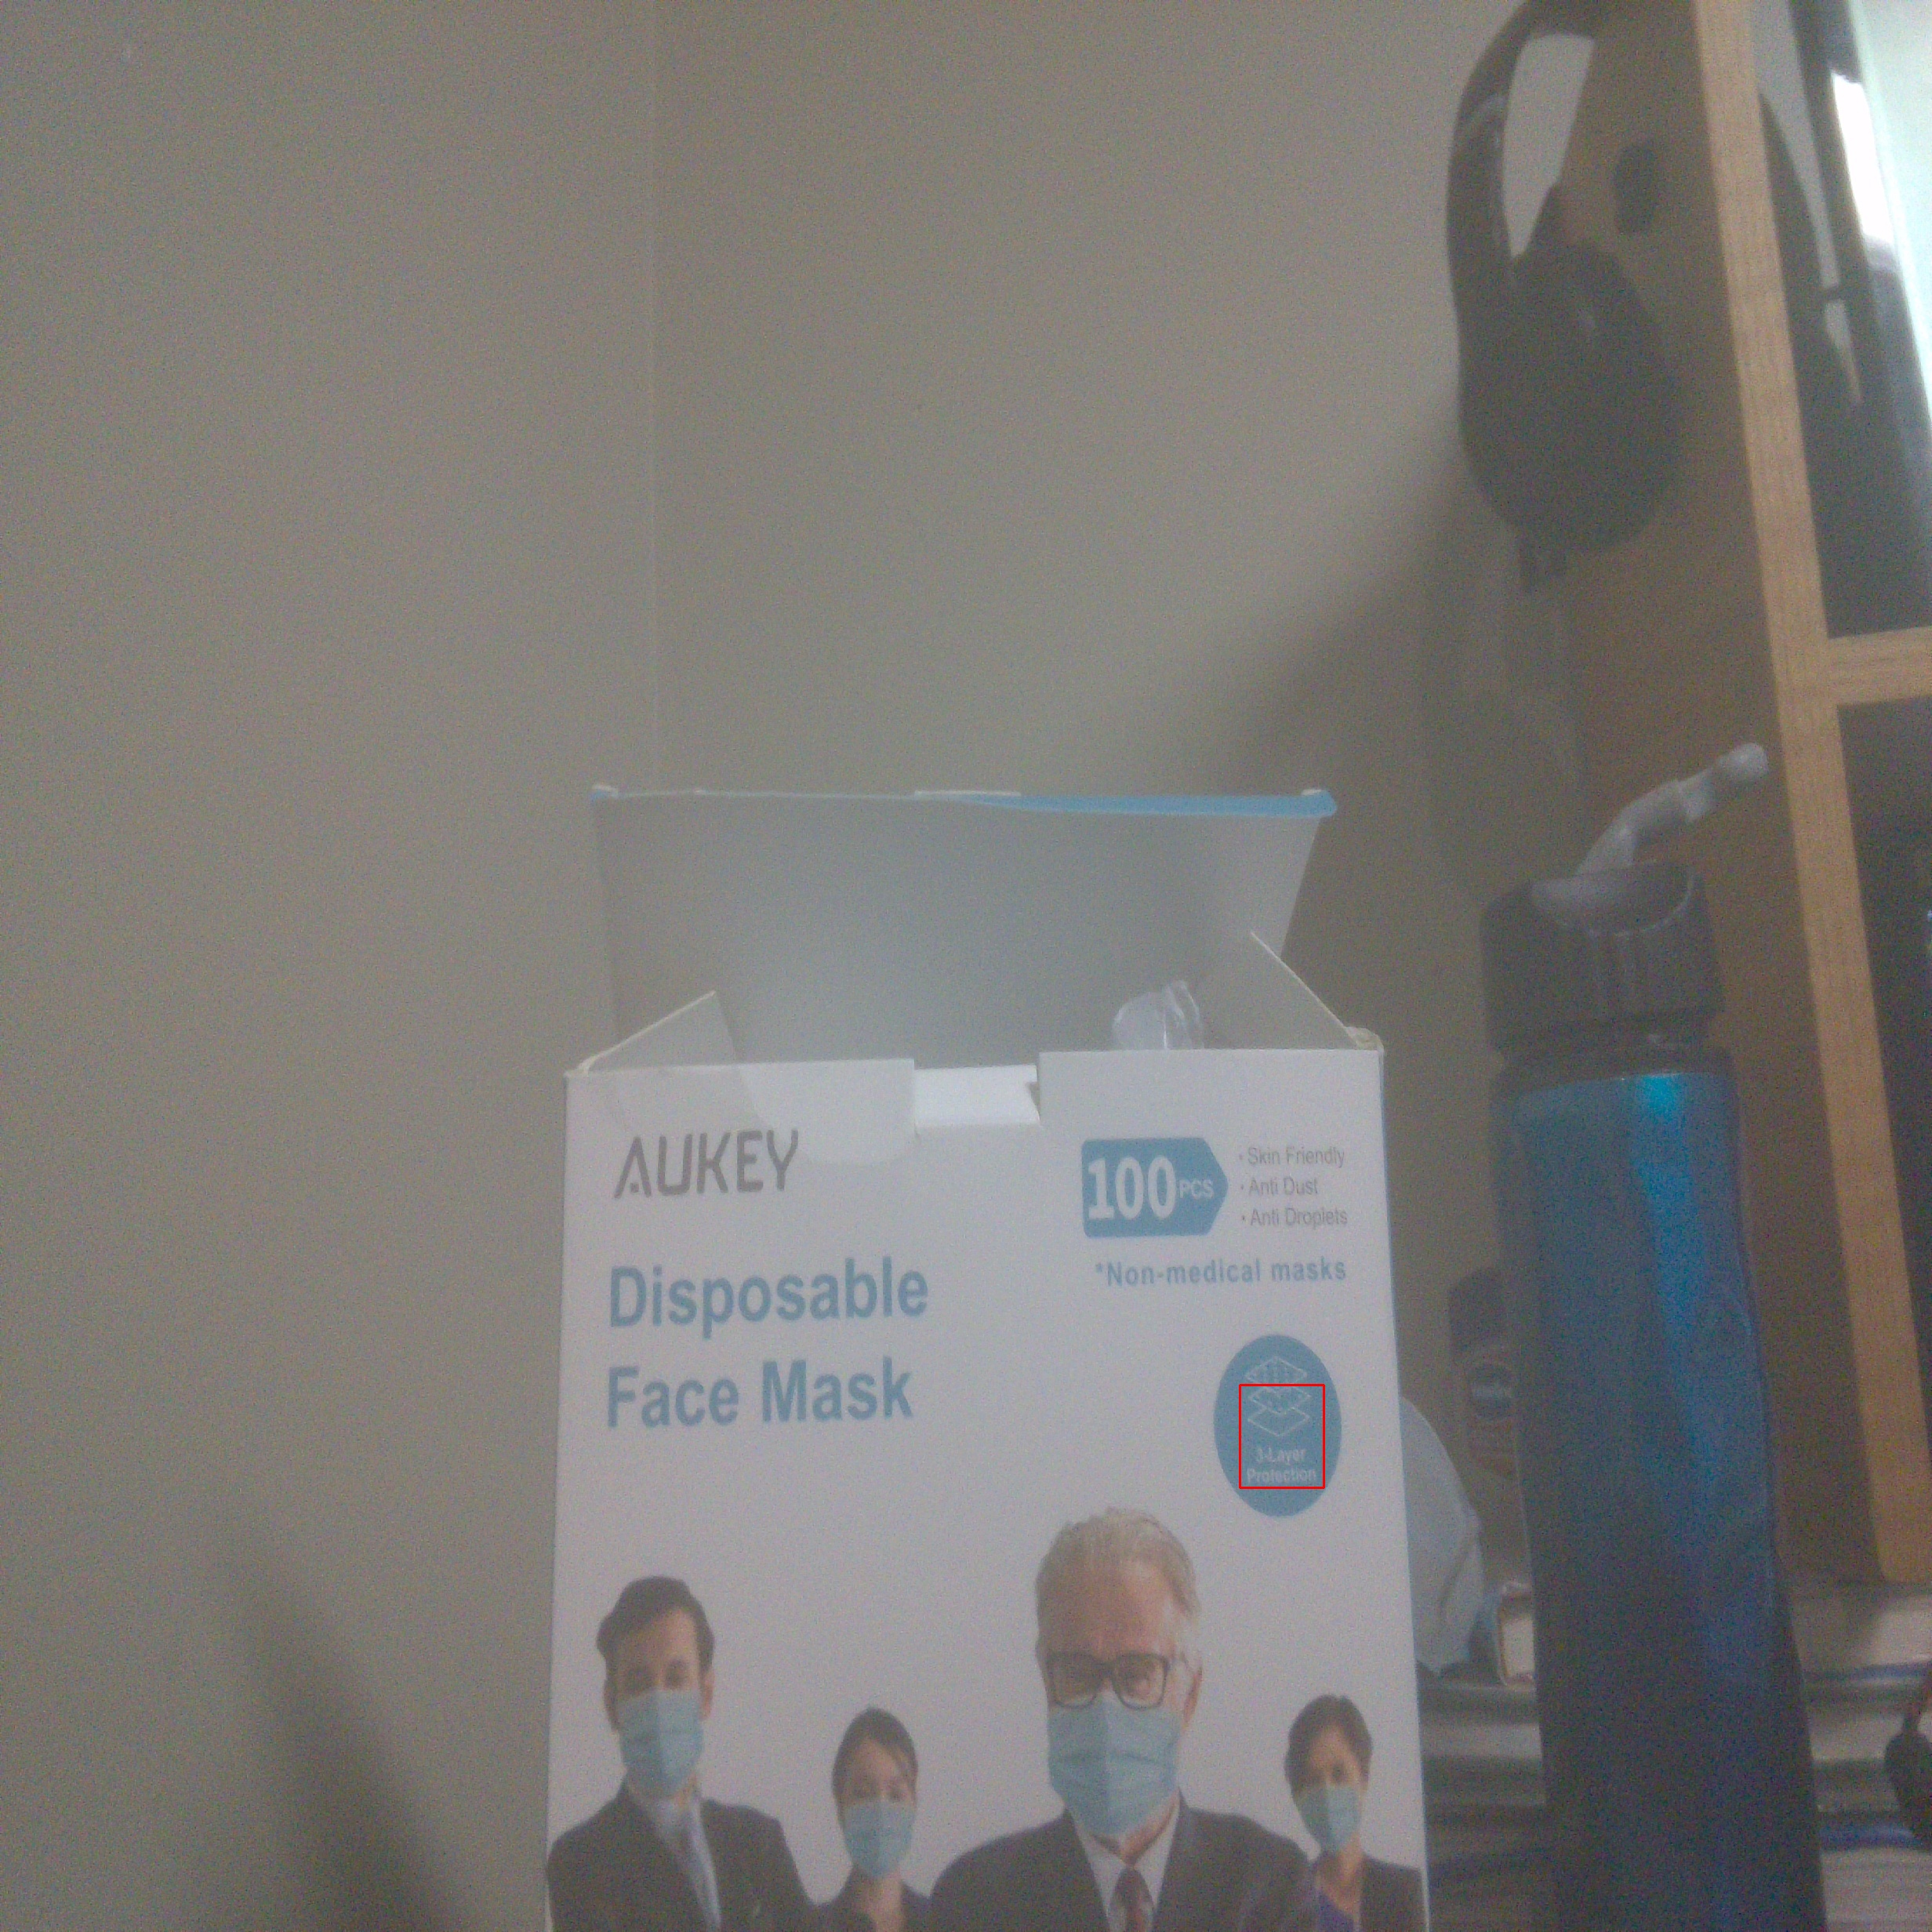 AUKEY
100 PCS
• Skin Friendly
• Anti Dust
• Anti Droplets
*Non-medical masks
Disposable
Face Mask
3-Layer
Protection